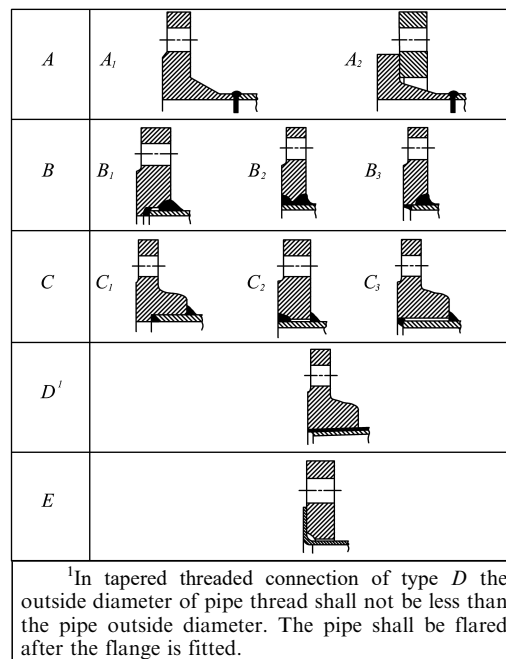 A A₁ A₂
B B₁ B₂ B₃
C C₁ C₂ C₃
D¹
E
¹In tapered threaded connection of type D the
outside diameter of pipe thread shall not be less than
the pipe outside diameter. The pipe shall be flared
after the flange is fitted.